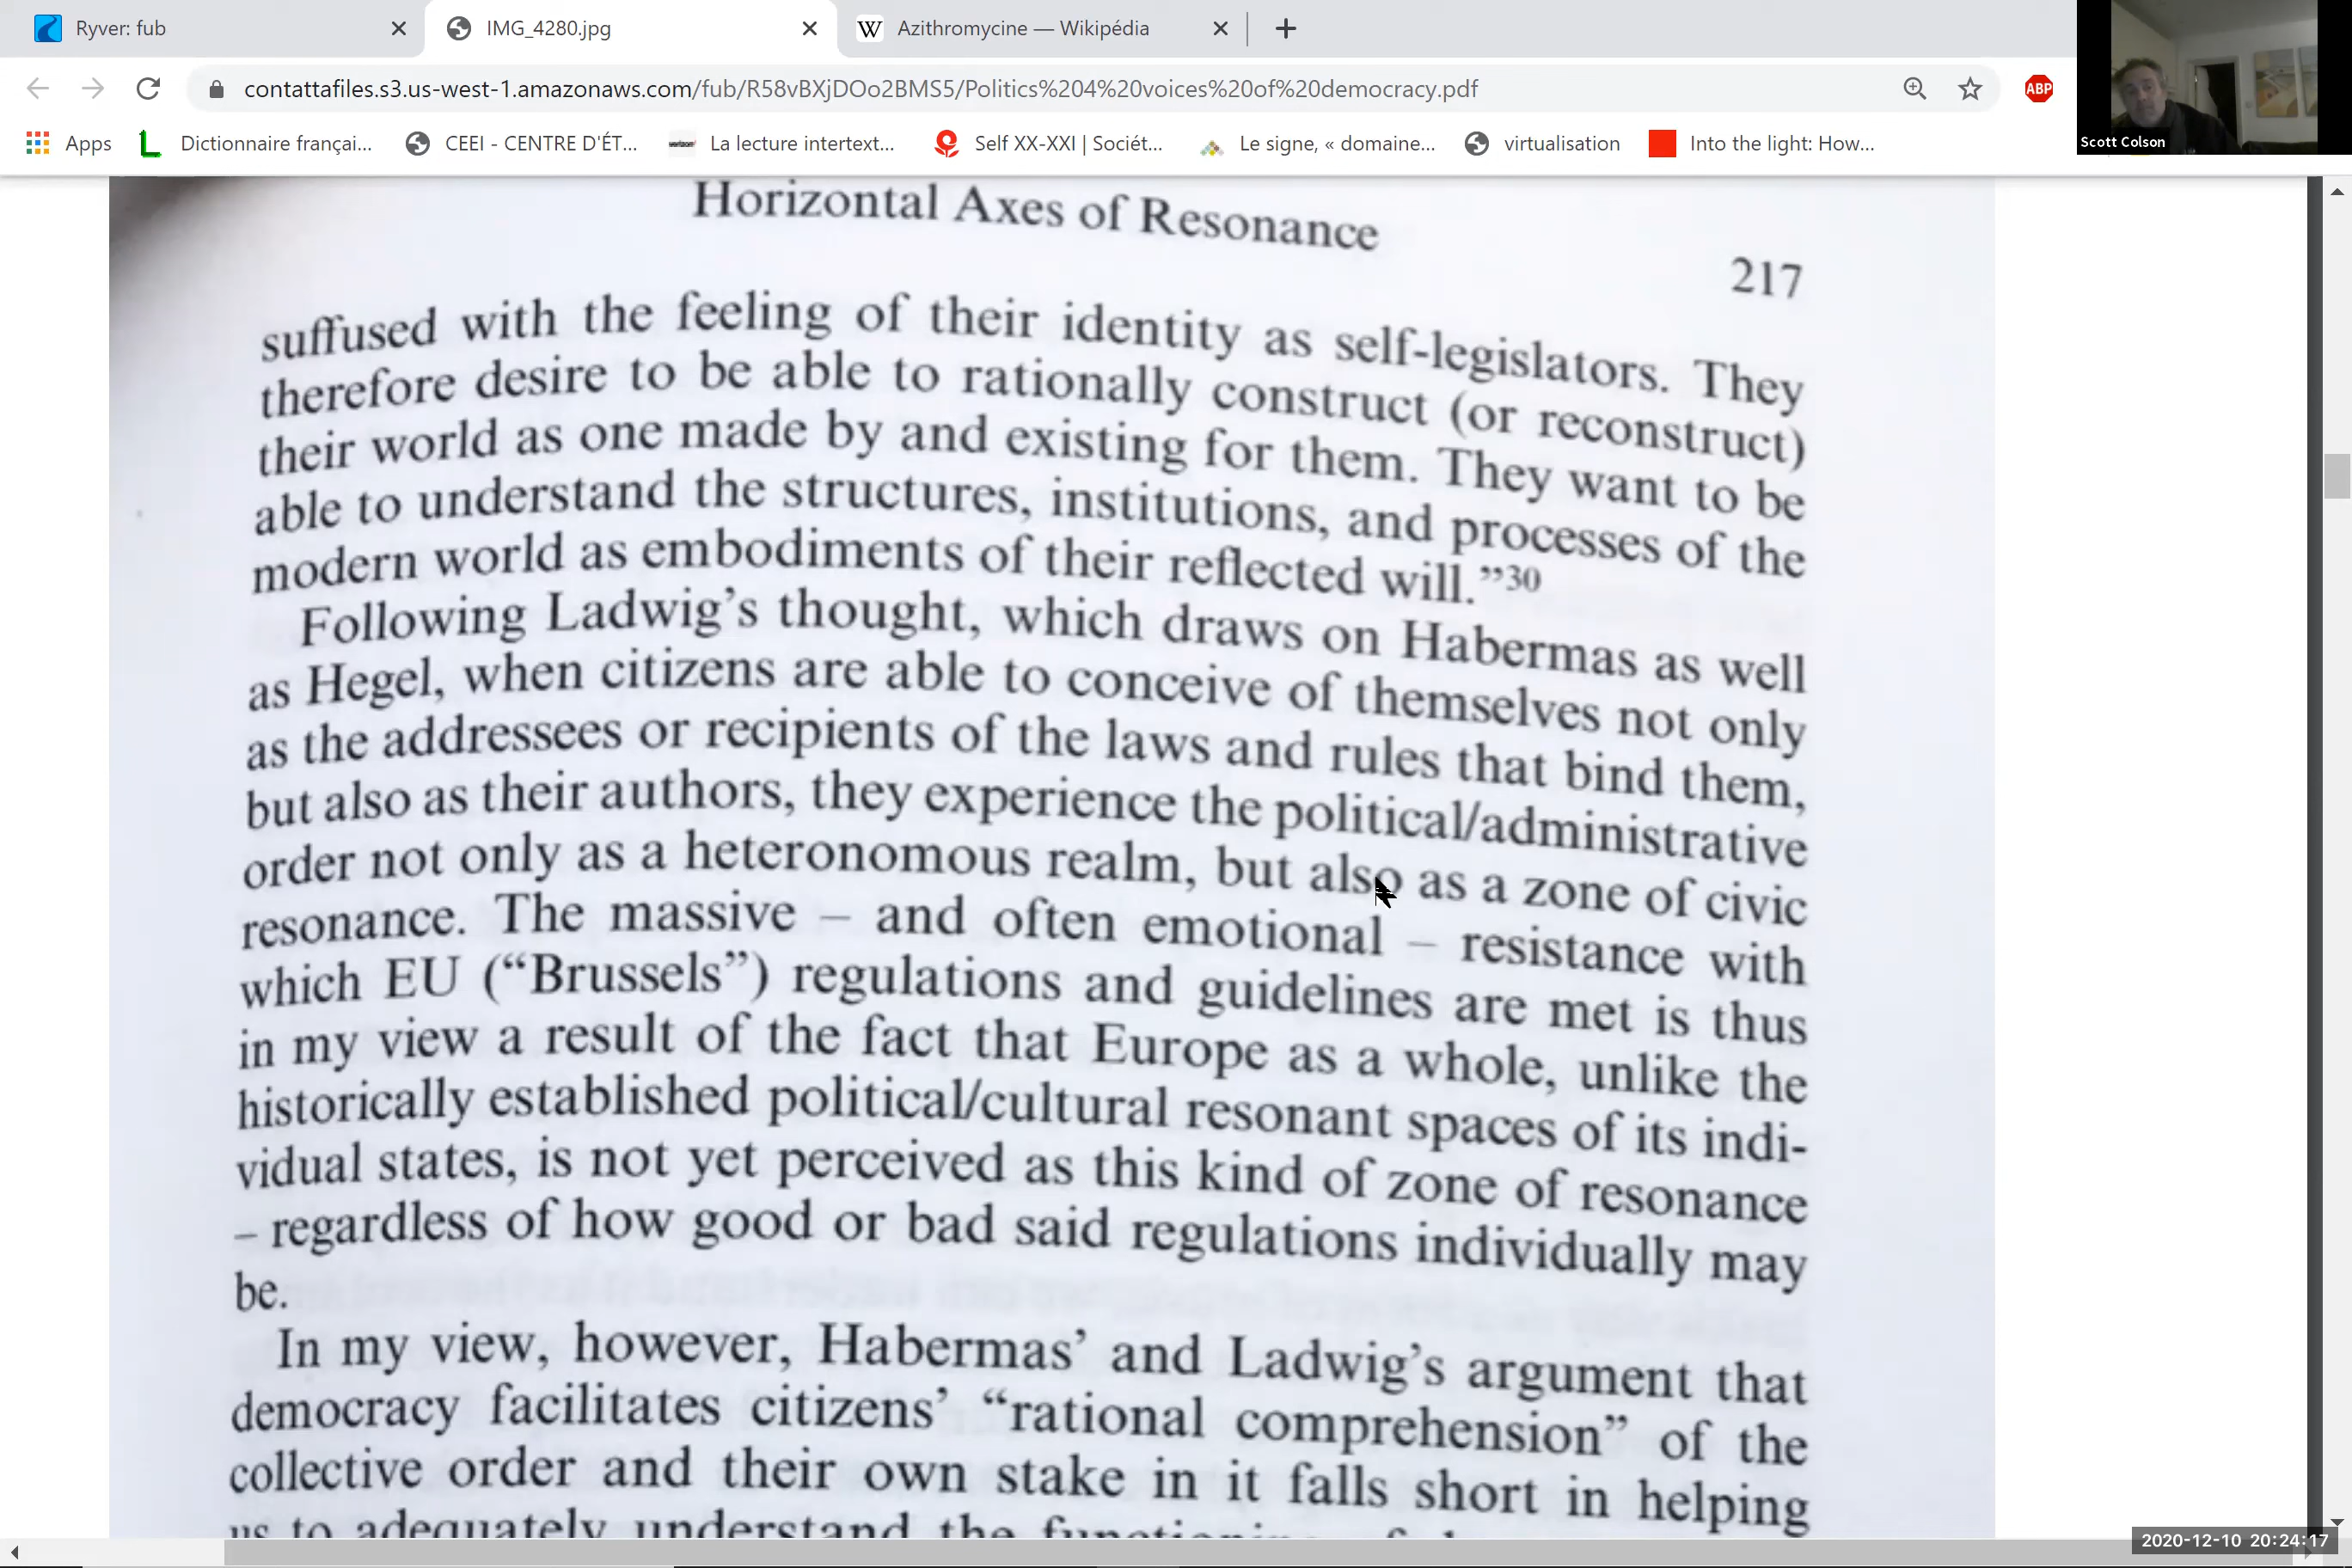 Ryver: fub
IMG_4280.jpg
Azithromycine — Wikipédia
contattafiles.s3.us-west-1.amazonaws.com/fub/R58vBXjDOo2BMS5/Politics%204%20voices%20of%20democracy.pdf
ABP
Apps
Dictionnaire françai...
CEEI - CENTRE D'ÉT...
La lecture intertext...
Self XX-XXI | Sociét...
Le signe, « domaine...
virtualisation
Into the light: How...
Scott Colson
Horizontal Axes of Resonance
217
suffused with the feeling of their identity as self-legislators. They
therefore desire to be able to rationally construct (or reconstruct)
their world as one made by and existing for them. They want to be
able to understand the structures, institutions, and processes of the
modern world as embodiments of their reflected will.”30
Following Ladwig’s thought, which draws on Habermas as well
as Hegel, when citizens are able to conceive of themselves not only
as the addressees or recipients of the laws and rules that bind them,
but also as their authors, they experience the political/administrative
order not only as a heteronomous realm, but also as a zone of civic
resonance. The massive – and often emotional – resistance with
which EU (“Brussels”) regulations and guidelines are met is thus
in my view a result of the fact that Europe as a whole, unlike the
historically established political/cultural resonant spaces of its indi-
vidual states, is not yet perceived as this kind of zone of resonance
– regardless of how good or bad said regulations individually may
be.
In my view, however, Habermas’ and Ladwig’s argument that
democracy facilitates citizens’ “rational comprehension” of the
collective order and their own stake in it falls short in helping
us to adequately understand the
2020-12-10 20:24:17